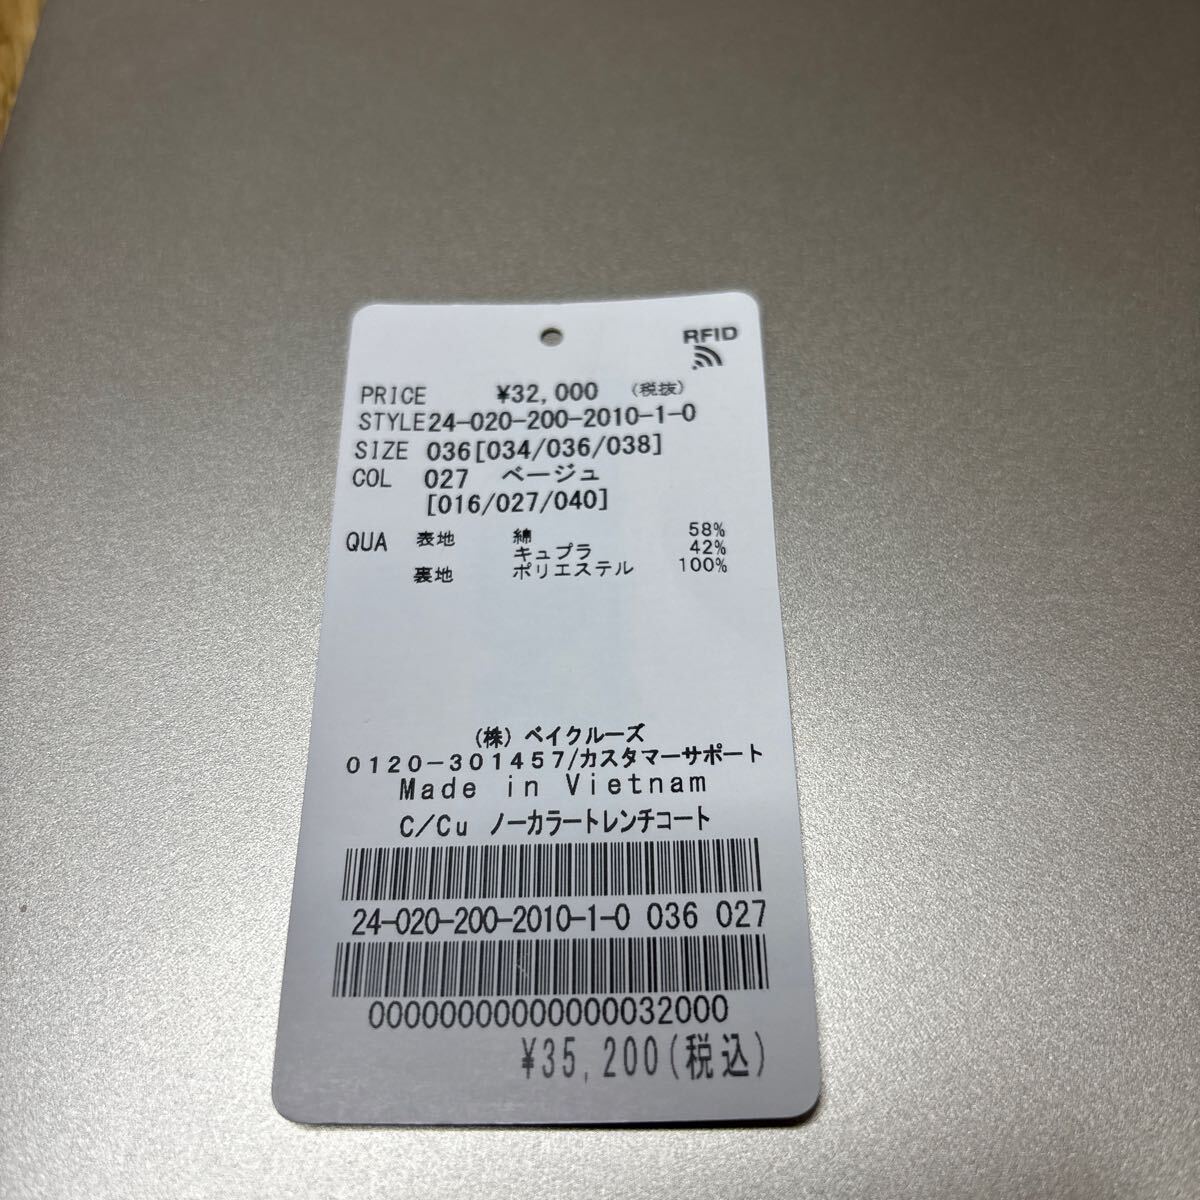 RFID
PRICE ¥32,000 (税抜)
STYLE24-020-200-2010-1-0
SIZE 036[034/036/038]
COL 027 ベージュ
[016/027/040]
QUA 表地 綿 58%
キュプラ 42%
裏地 ポリエステル 100%
(株)ベイクルーズ
0120-301457/カスタマーサポート
Made in Vietnam
C/Cu ノーカラートレンチコート
24-020-200-2010-1-0 036 027
00000000000000032000
¥35,200(税込)